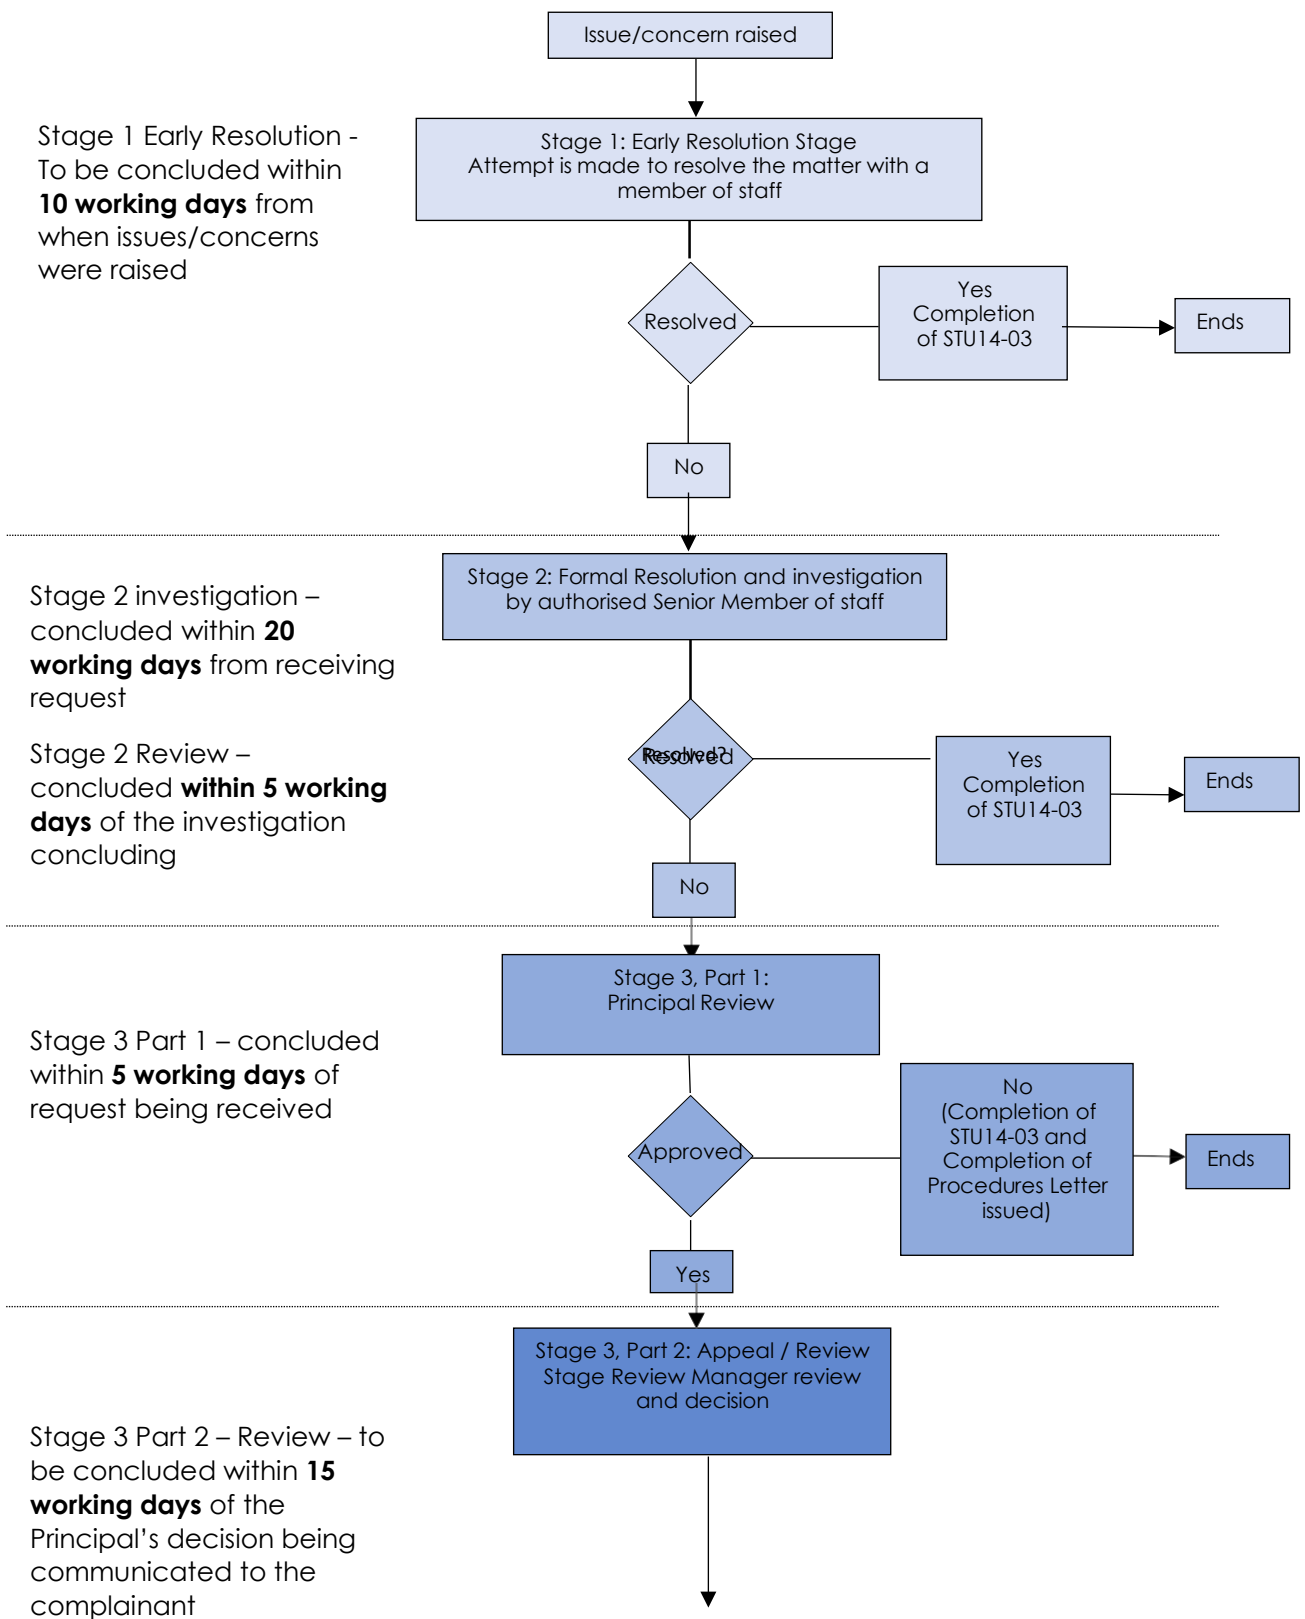 Issue/concern raised
Stage 1 Early Resolution -
To be concluded within
10 working days from
when issues/concerns
were raised
Stage 1: Early Resolution Stage
Attempt is made to resolve the matter with a
member of staff
Resolved
Yes
Completion
of STU14-03
Ends
No
Stage 2 investigation –
concluded within 20
working days from receiving
request
Stage 2 Review –
concluded within 5 working
days of the investigation
concluding
Stage 2: Formal Resolution and investigation
by authorised Senior Member of staff
Resolved?
Resolved
Yes
Completion
of STU14-03
Ends
No
Stage 3 Part 1 – concluded
within 5 working days of
request being received
Stage 3, Part 1:
Principal Review
Approved
No
(Completion of
STU14-03 and
Completion of
Procedures Letter
issued)
Ends
Yes
Stage 3, Part 2: Appeal / Review
Stage Review Manager review
and decision
Stage 3 Part 2 – Review – to
be concluded within 15
working days of the
Principal’s decision being
communicated to the
complainant